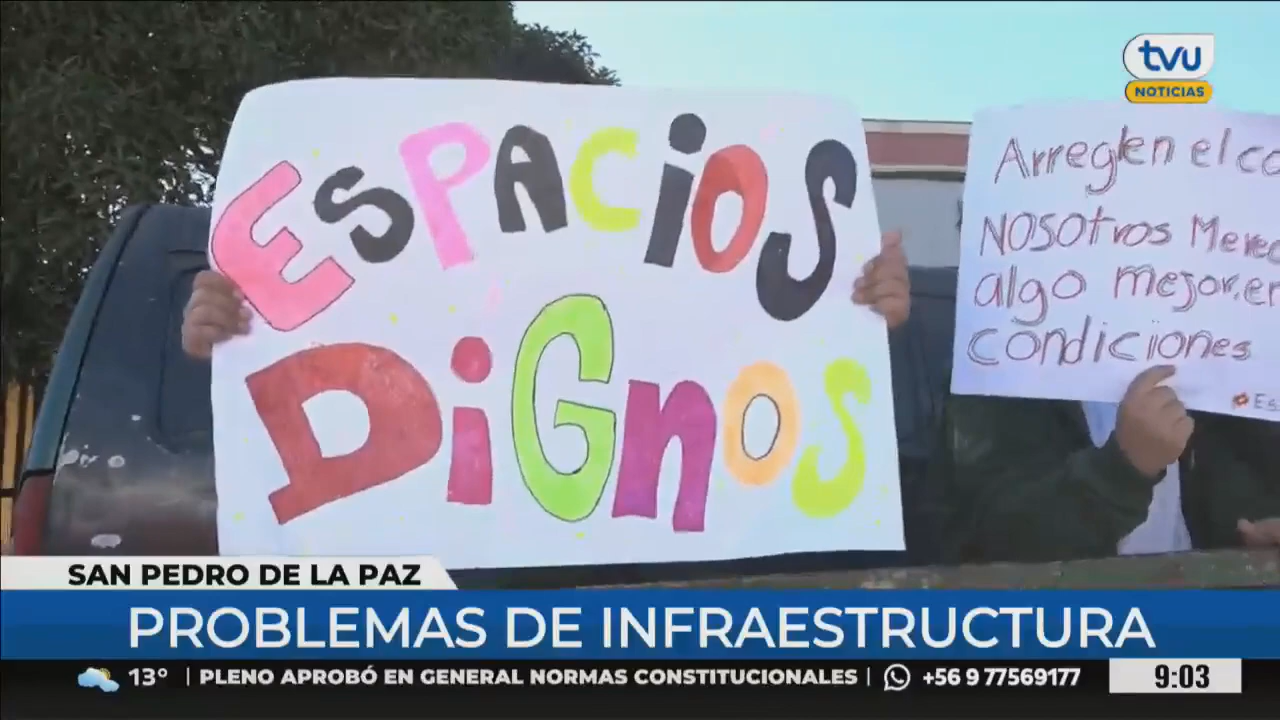 tvu
NOTICIAS
ESPACIOS
DiGnos
Arreglen el
NOSOTros
algo mejor,
condiciones
SAN PEDRO DE LA PAZ
PROBLEMAS DE INFRAESTRUCTURA
13° | PLENO APROBÓ EN GENERAL NORMAS CONSTITUCIONALES | +56 9 77569177
9:03